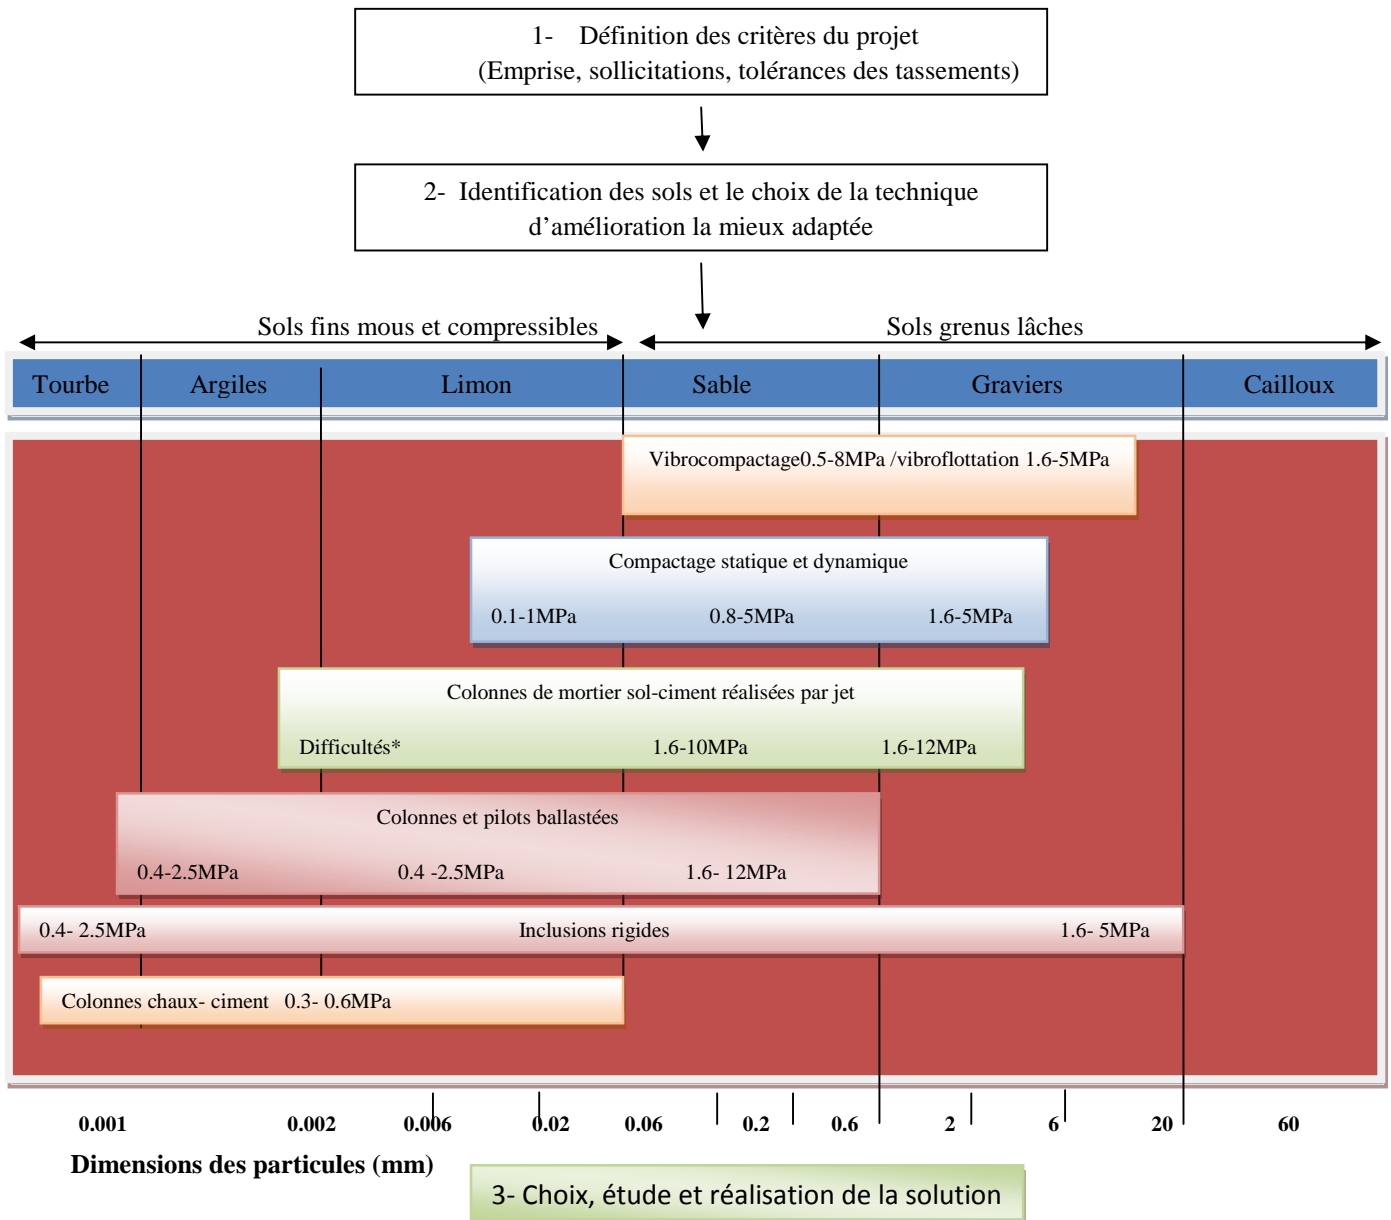 1- Définition des critères du projet
(Emprise, sollicitations, tolérances des tassements)
2- Identification des sols et le choix de la technique
d’amélioration la mieux adaptée
Sols fins mous et compressibles
Sols grenus lâches
Tourbe Argiles Limon Sable Graviers Cailloux
Vibrocompactage0.5-8MPa /vibroflottation 1.6-5MPa
Compactage statique et dynamique
0.1-1MPa 0.8-5MPa 1.6-5MPa
Colonnes de mortier sol-ciment réalisées par jet
Difficultés* 1.6-10MPa 1.6-12MPa
Colonnes et pilots ballastées
0.4-2.5MPa 0.4 -2.5MPa 1.6- 12MPa
0.4- 2.5MPa Inclusions rigides 1.6- 5MPa
Colonnes chaux- ciment 0.3- 0.6MPa
0.001 0.002 0.006 0.02 0.06 0.2 0.6 2 6 20 60
Dimensions des particules (mm)
3- Choix, étude et réalisation de la solution